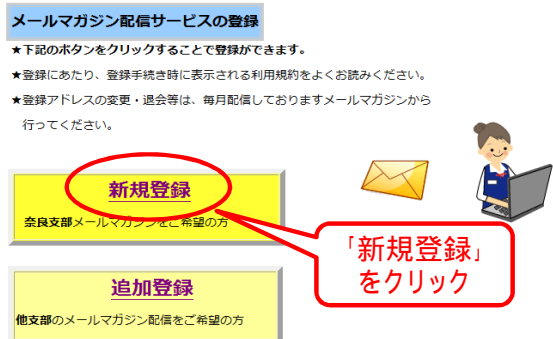 メールマガジン配信サービスの登録
★下記のボタンをクリックすることで登録ができます。
★登録にあたり、登録手続き時に表示される利用規約をよくお読みください。
★登録アドレスの変更・退会等は、毎月配信しておりますメールマガジンから
行ってください。
新規登録
奈良支部メールマガジンをご希望の方
「新規登録」
をクリック
追加登録
他支部のメールマガジン配信をご希望の方